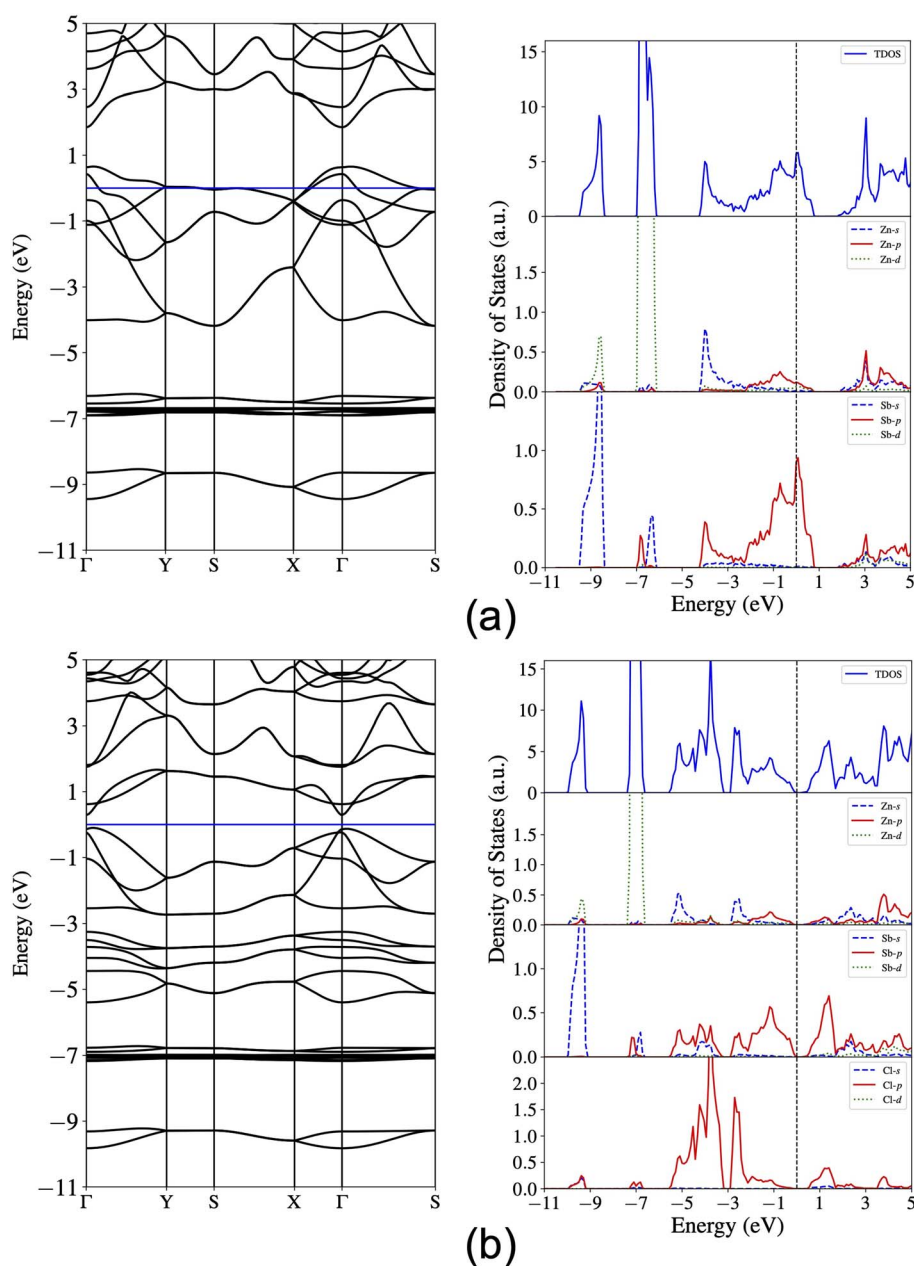 5
3
1
−1
−3
−5
−7
−9
−11
Energy (eV)
Γ Y S X Γ S
15
10
5
0
TDOS
1.5
1.0
0.5
0.0
Zn-s
Zn-p
Zn-d
1.0
0.5
0.0
Sb-s
Sb-p
Sb-d
Density of States (a.u.)
−11 −9 −7 −5 −3 −1 1 3 5
Energy (eV)
(a)
5
3
1
−1
−3
−5
−7
−9
−11
Energy (eV)
Γ Y S X Γ S
15
10
5
0
TDOS
1.5
1.0
0.5
0.0
Zn-s
Zn-p
Zn-d
1.0
0.5
0.0
Sb-s
Sb-p
Sb-d
2.0
1.5
1.0
0.5
0.0
Cl-s
Cl-p
Cl-d
Density of States (a.u.)
−11 −9 −7 −5 −3 −1 1 3 5
Energy (eV)
(b)